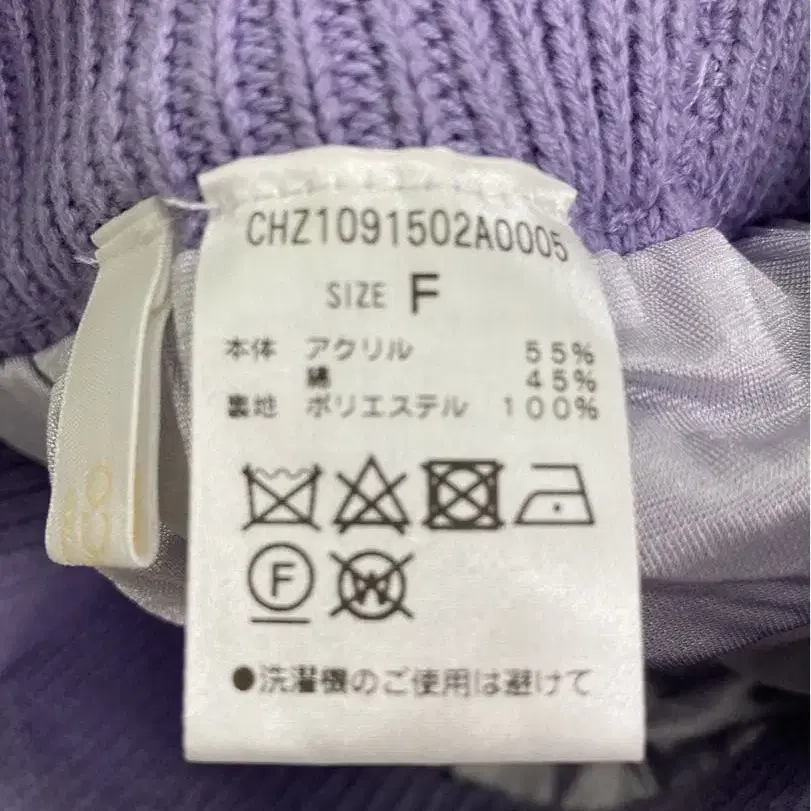 CHZ1091502A0005
SIZE F
本体 アクリル 55%
綿 45%
裏地 ポリエステル 100%
F W
●洗濯機のご使用は避けて